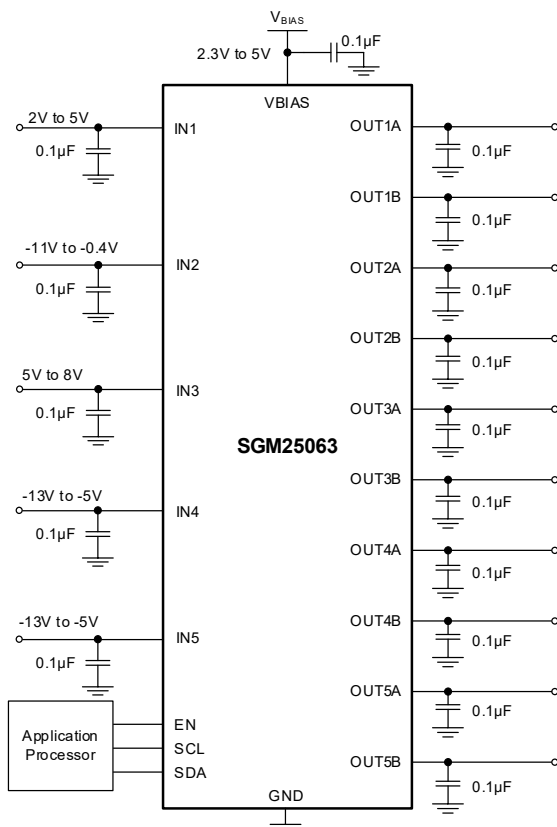 VBIAS
2.3V to 5V
0.1µF
VBIAS
2V to 5V
0.1µF
IN1
-11V to -0.4V
0.1µF
IN2
5V to 8V
0.1µF
IN3
-13V to -5V
0.1µF
IN4
-13V to -5V
0.1µF
IN5
Application
Processor
EN
SCL
SDA
SGM25063
GND
OUT1A
0.1µF
OUT1B
0.1µF
OUT2A
0.1µF
OUT2B
0.1µF
OUT3A
0.1µF
OUT3B
0.1µF
OUT4A
0.1µF
OUT4B
0.1µF
OUT5A
0.1µF
OUT5B
0.1µF